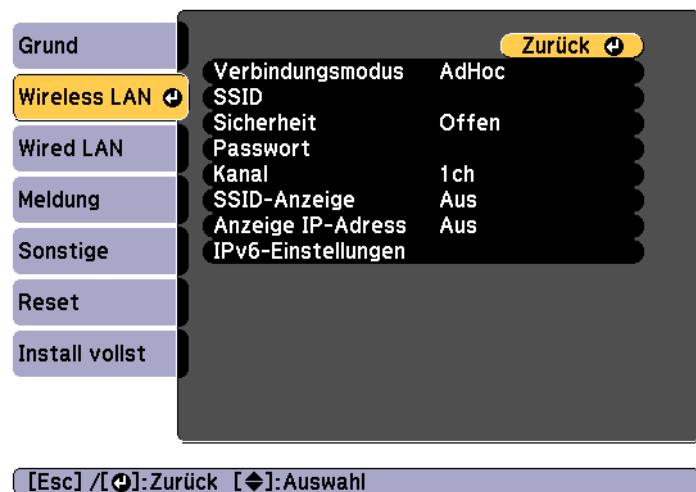 Grund
Wireless LAN
Wired LAN
Meldung
Sonstige
Reset
Install vollst
Zurück
Verbindungsmodus AdHoc
SSID
Sicherheit Offen
Passwort
Kanal 1ch
SSID-Anzeige Aus
Anzeige IP-Adress Aus
IPv6-Einstellungen
[Esc] /[⏎]:Zurück [◆]:Auswahl